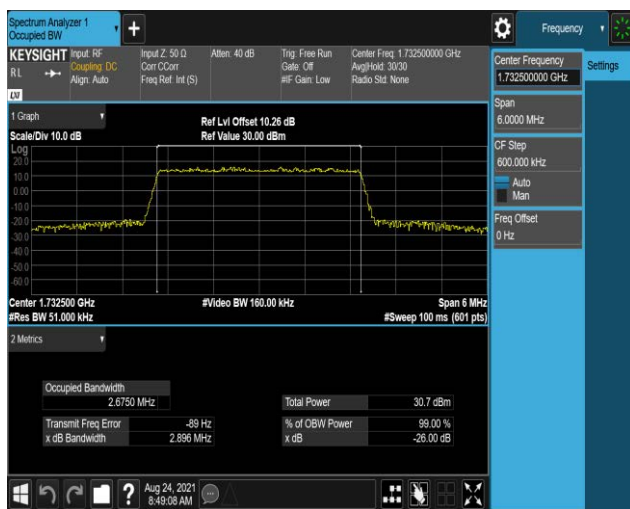 Spectrum Analyzer 1
Occupied BW
Frequency
KEYSIGHT
RL
LXI
Input: RF
Coupling: DC
Align: Auto
Input Z: 50 Ω
Corr CCorr
Freq Ref: Int (S)
Atten: 40 dB
Trig: Free Run
Gate: Off
#IF Gain: Low
Center Freq: 1.732500000 GHz
Avg|Hold: 30/30
Radio Std: None
Center Frequency
1.732500000 GHz
Settings
Span
6.0000 MHz
CF Step
600.000 kHz
Auto
Man
Freq Offset
0 Hz
1 Graph
Scale/Div 10.0 dB
Ref Lvl Offset 10.26 dB
Ref Value 30.00 dBm
Log
20.0
10.0
0.00
-10.0
-20.0
-30.0
-40.0
-50.0
-60.0
Center 1.732500 GHz
#Video BW 160.00 kHz
Span 6 MHz
#Res BW 51.000 kHz
#Sweep 100 ms (601 pts)
2 Metrics
Occupied Bandwidth
2.6750 MHz
Total Power 30.7 dBm
Transmit Freq Error -89 Hz
% of OBW Power 99.00 %
x dB Bandwidth 2.896 MHz
x dB -26.00 dB
Aug 24, 2021
8:49:08 AM